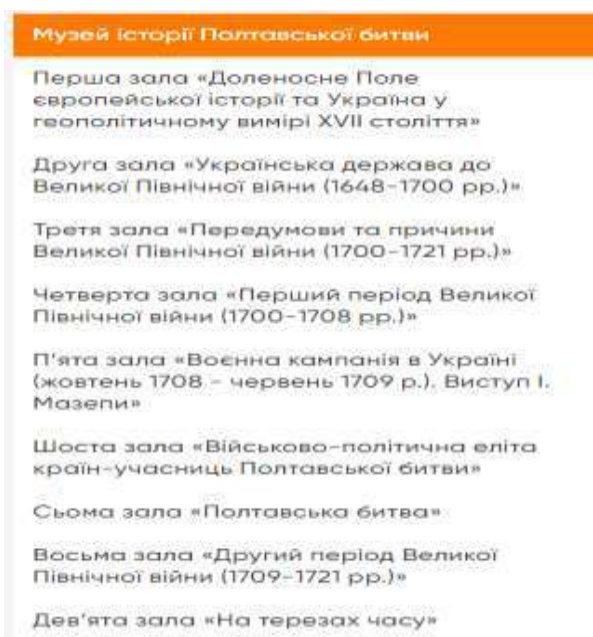 Музей історії Полтавської битви
Перша зала «Доленосне Поле
європейської історії та Україна у
геополітичному вимірі XVII століття»
Друга зала «Українська держава до
Великої Північної війни (1648-1700 рр.)»
Третя зала «Передумови та причини
Великої Північної війни (1700-1721 рр.)»
Четверта зала «Перший період Великої
Північної війни (1700-1708 рр.)»
П'ята зала «Воєнна кампанія в Україні
(жовтень 1708 - червень 1709 р.). Виступ І.
Мазепи»
Шоста зала «Військово-політична еліта
країн-учасниць Полтавської битви»
Сьома зала «Полтавська битва»
Восьма зала «Другий період Великої
Північної війни (1709-1721 рр.)»
Дев'ята зала «На терезах часу»